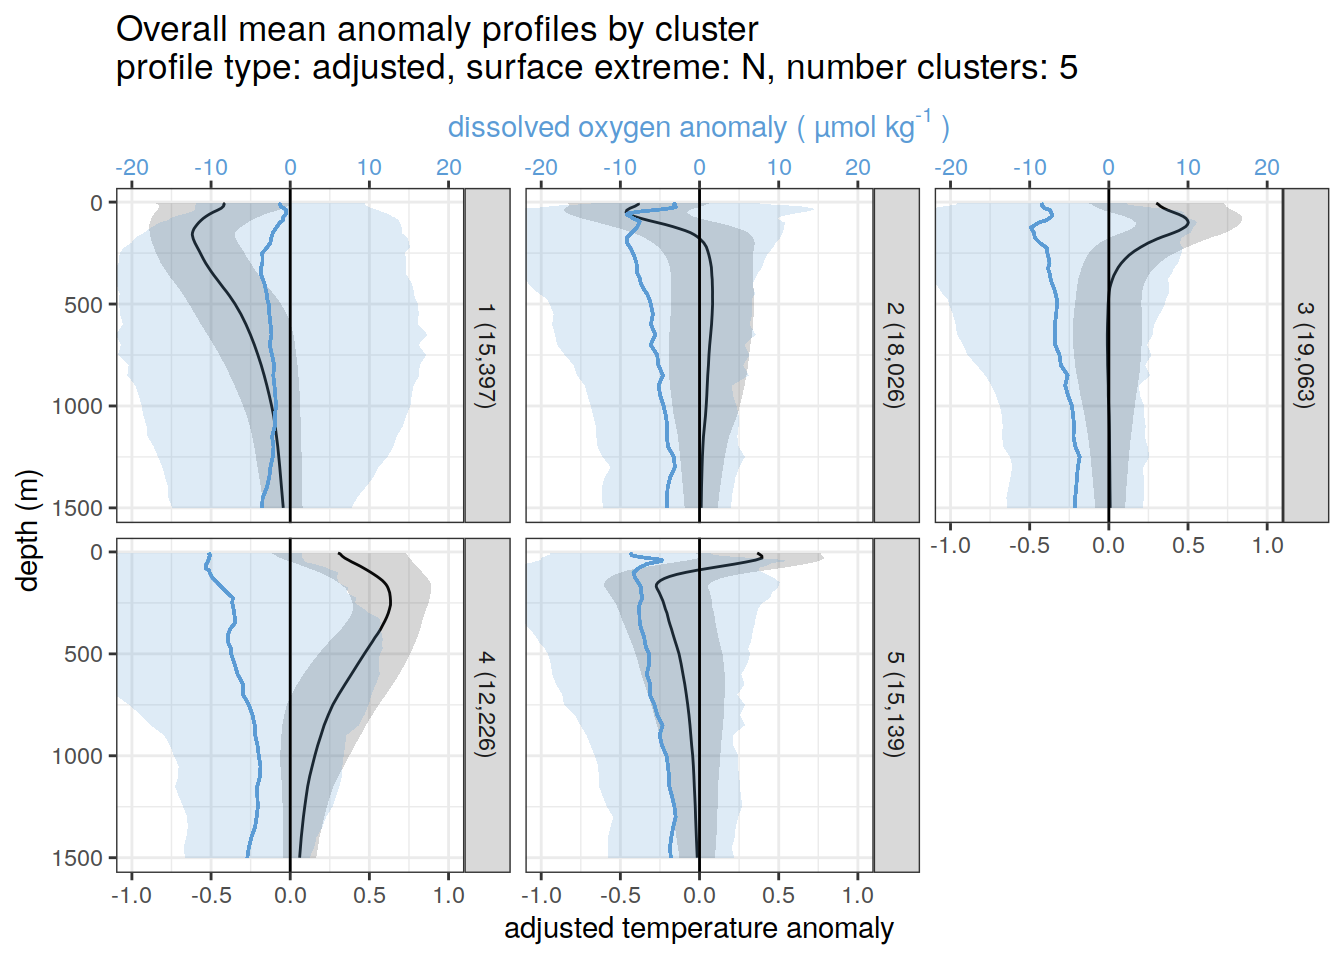 Overall mean anomaly profiles by cluster
profile type: adjusted, surface extreme: N, number clusters: 5
dissolved oxygen anomaly ( µmol kg⁻¹ )
-20 -10 0 10 20 -20 -10 0 10 20 -20 -10 0 10 20
0
500
1000
1500
1 (15,397)
2 (18,026)
3 (19,063)
-1.0 -0.5 0.0 0.5 1.0
depth (m)
0
500
1000
1500
4 (12,226)
5 (15,139)
-1.0 -0.5 0.0 0.5 1.0 -1.0 -0.5 0.0 0.5 1.0
adjusted temperature anomaly